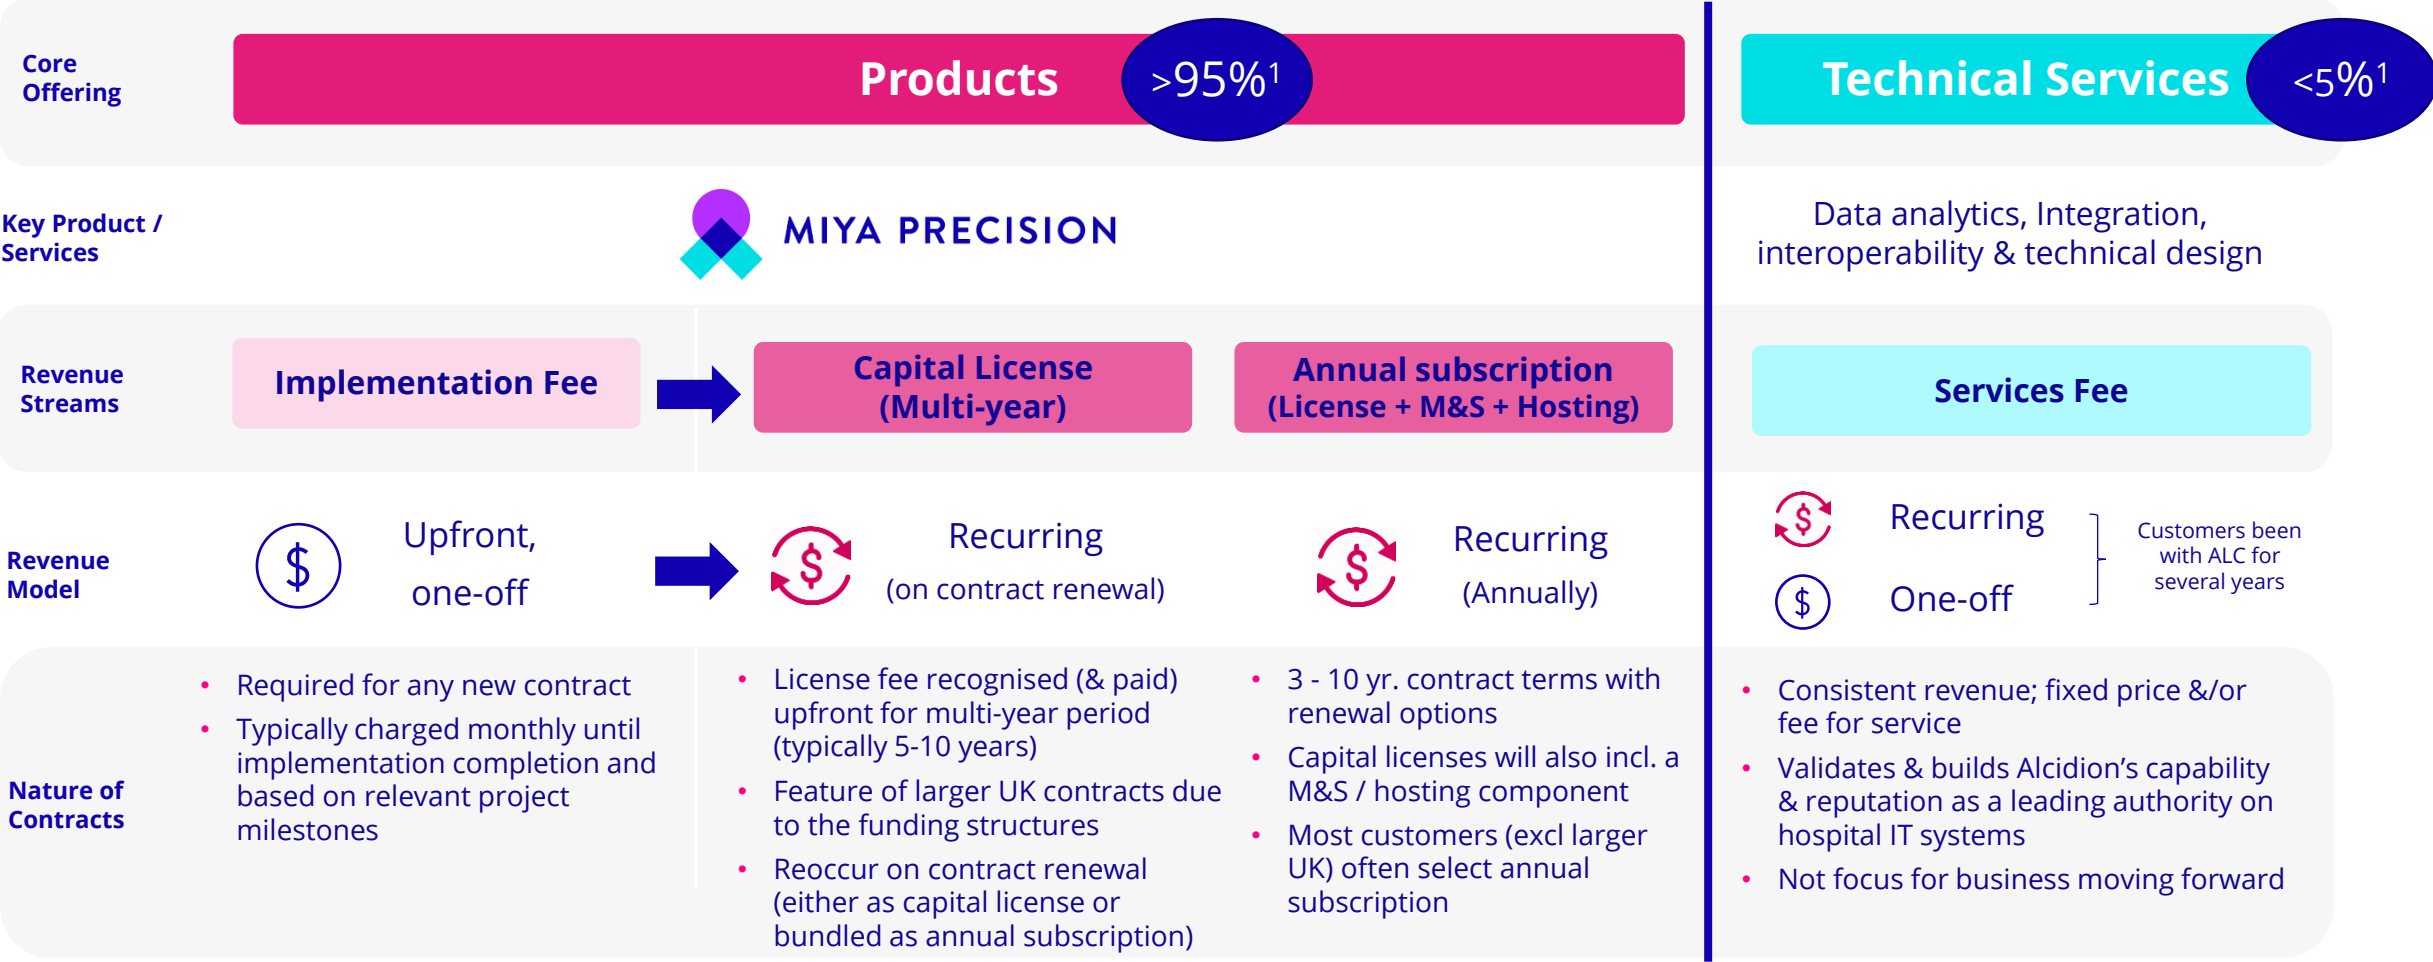 Core
Offering
Products
>95%1
Technical Services
<5%1
Key Product /
Services
MIYA PRECISION
Data analytics, Integration,
interoperability & technical design
Revenue
Streams
Implementation Fee
Capital License
(Multi-year)
Annual subscription
(License + M&S + Hosting)
Services Fee
Revenue
Model
$
Upfront,
one-off
$
Recurring
(on contract renewal)
$
Recurring
(Annually)
$
Recurring
$
One-off
Customers been
with ALC for
several years
Nature of
Contracts
• Required for any new contract
• Typically charged monthly until
implementation completion and
based on relevant project
milestones
• License fee recognised (& paid)
upfront for multi-year period
(typically 5-10 years)
• Feature of larger UK contracts due
to the funding structures
• Reoccur on contract renewal
(either as capital license or
bundled as annual subscription)
• 3 - 10 yr. contract terms with
renewal options
• Capital licenses will also incl. a
M&S / hosting component
• Most customers (excl larger
UK) often select annual
subscription
• Consistent revenue; fixed price &/or
fee for service
• Validates & builds Alcidion’s capability
& reputation as a leading authority on
hospital IT systems
• Not focus for business moving forward